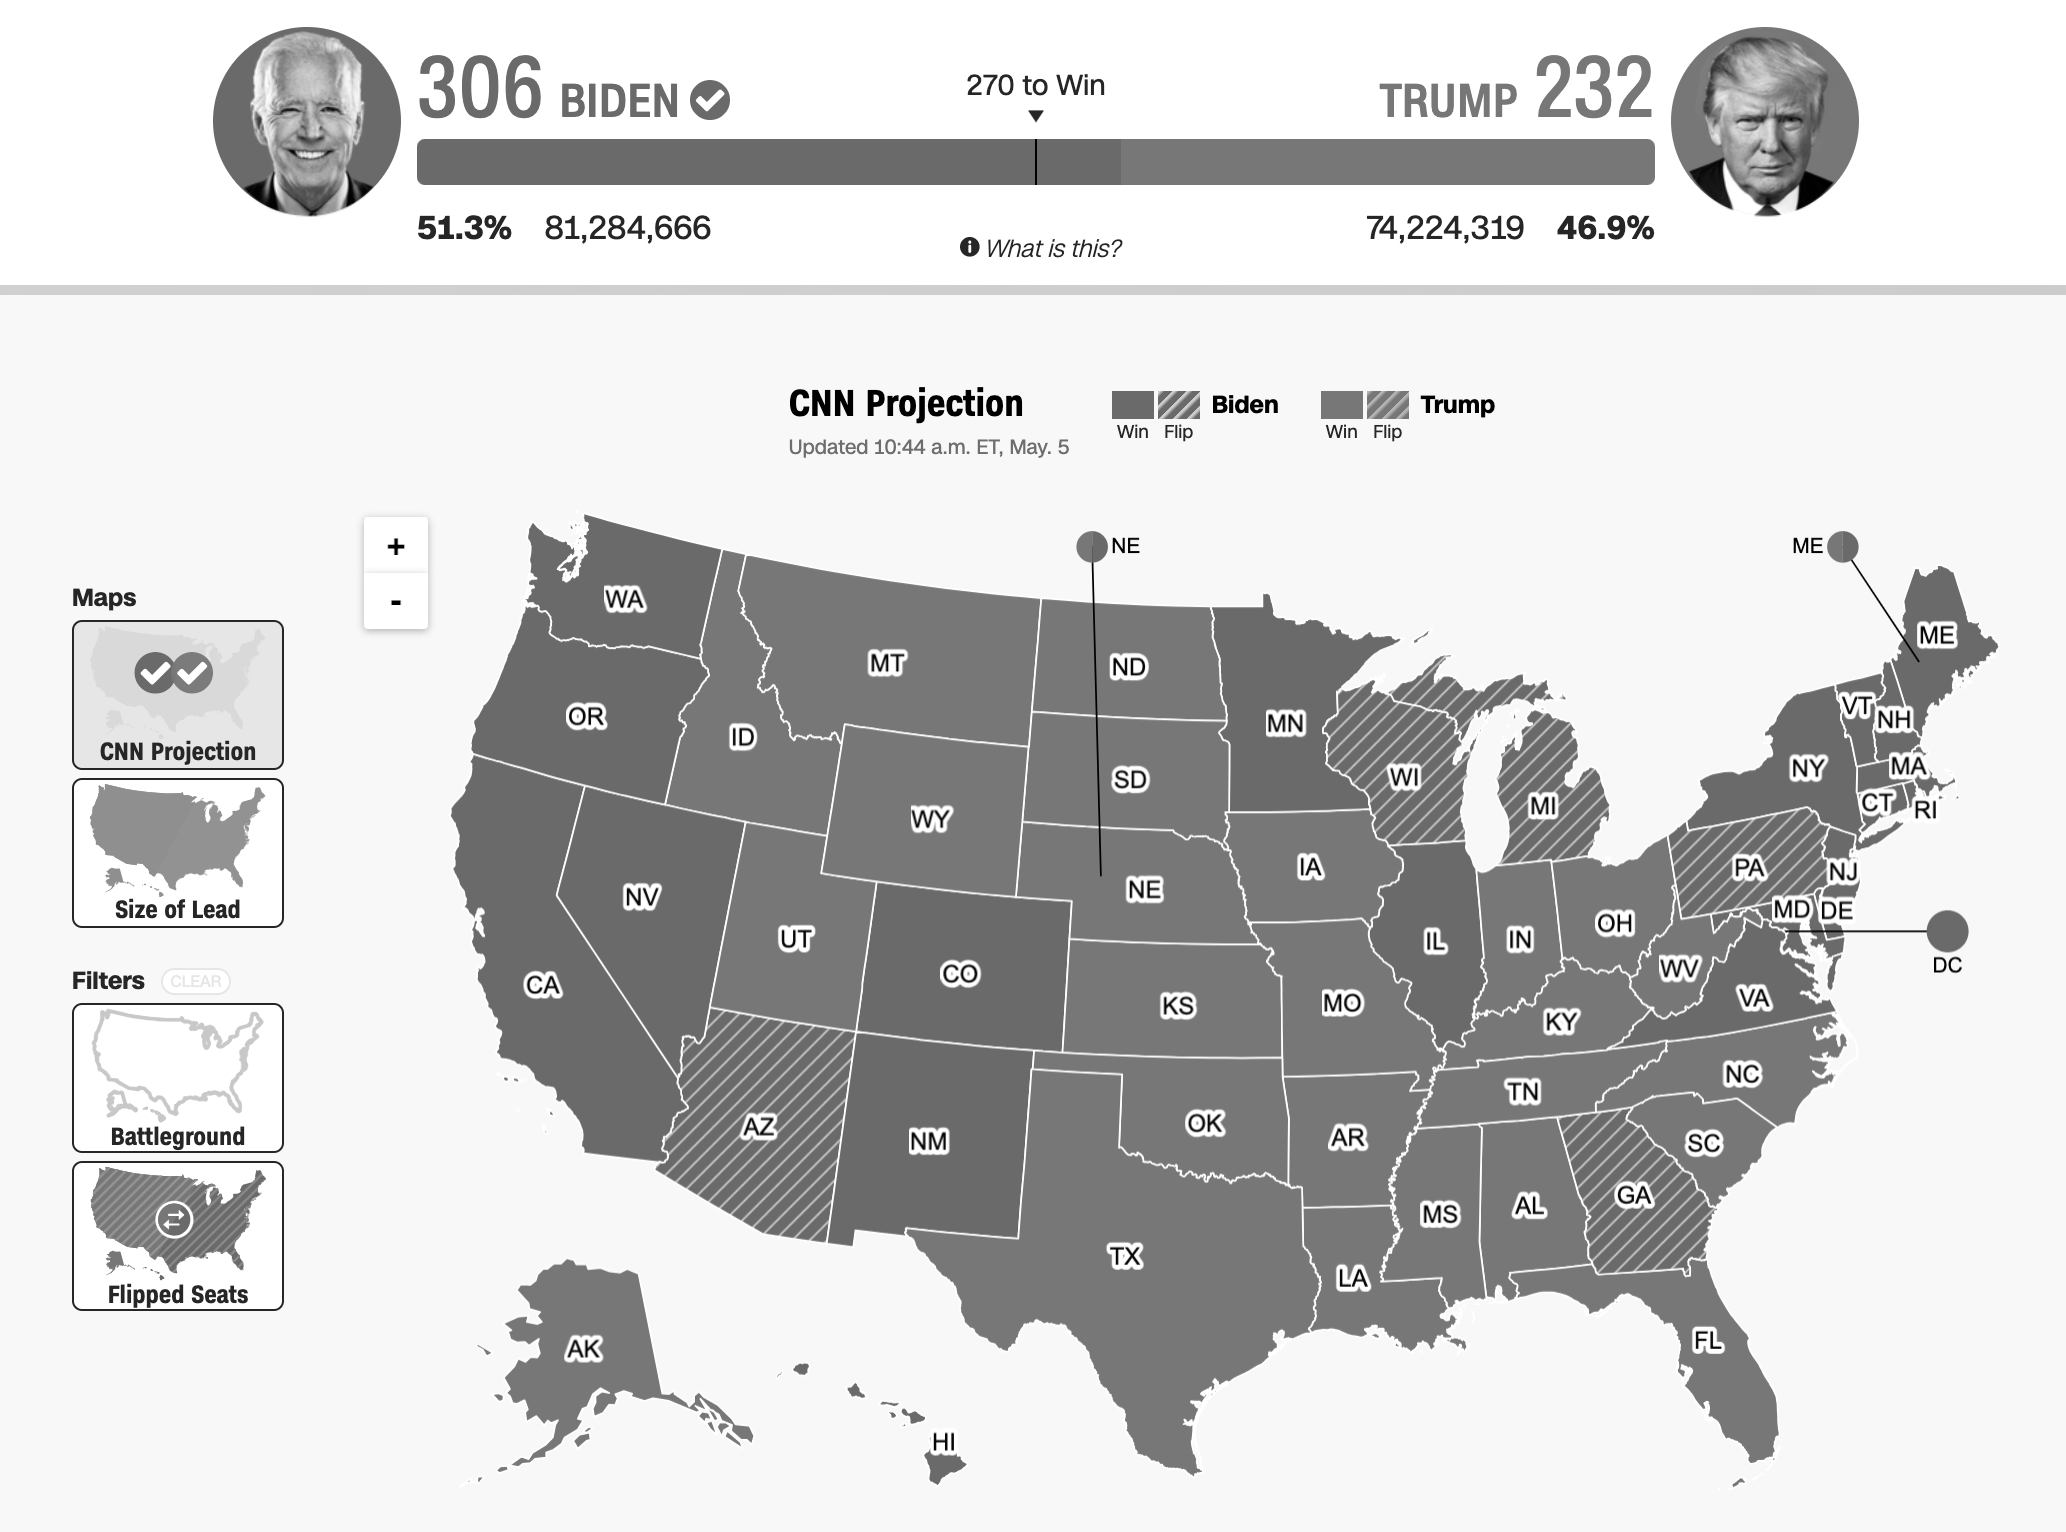 306 BIDEN
270 to Win
TRUMP 232
51.3% 81,284,666
What is this?
74,224,319 46.9%
CNN Projection
Updated 10:44 a.m. ET, May. 5
Win Flip Biden
Win Flip Trump
+
-
Maps
CNN Projection
Size of Lead
Filters CLEAR
Battleground
Flipped Seats
NE
ME
WA
ME
MT
ND
OR
VT
NH
ID
MN
NY
MA
SD
WI
CT
RI
WY
MI
IA
PA
NJ
NV
NE
MD
DE
UT
IL
IN
OH
DC
CA
CO
WV
KS
MO
VA
KY
NC
TN
AZ
NM
OK
AR
SC
MS
AL
GA
TX
LA
AK
FL
HI